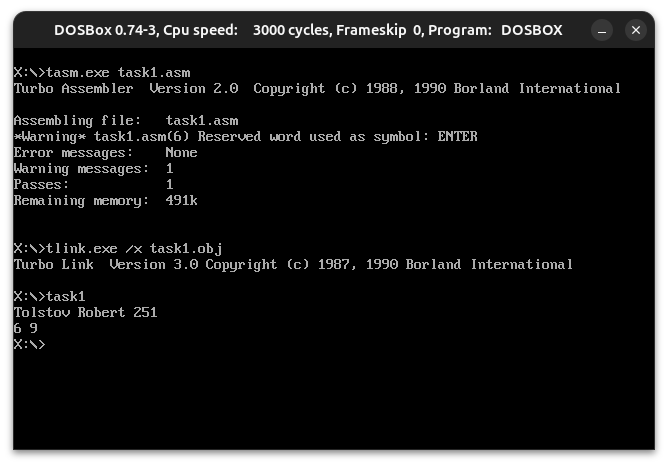 DOSBox 0.74-3, Cpu speed: 3000 cycles, Frameskip 0, Program: DOSBOX
X:\>tasm.exe task1.asm
Turbo Assembler  Version 2.0  Copyright (c) 1988, 1990 Borland International
Assembling file:   task1.asm
*Warning* task1.asm(6) Reserved word used as symbol: ENTER
Error messages:    None
Warning messages:  1
Passes:            1
Remaining memory:  491k
X:\>tlink.exe /x task1.obj
Turbo Link  Version 3.0 Copyright (c) 1987, 1990 Borland International
X:\>task1
Tolstov Robert 251
6 9
X:\>